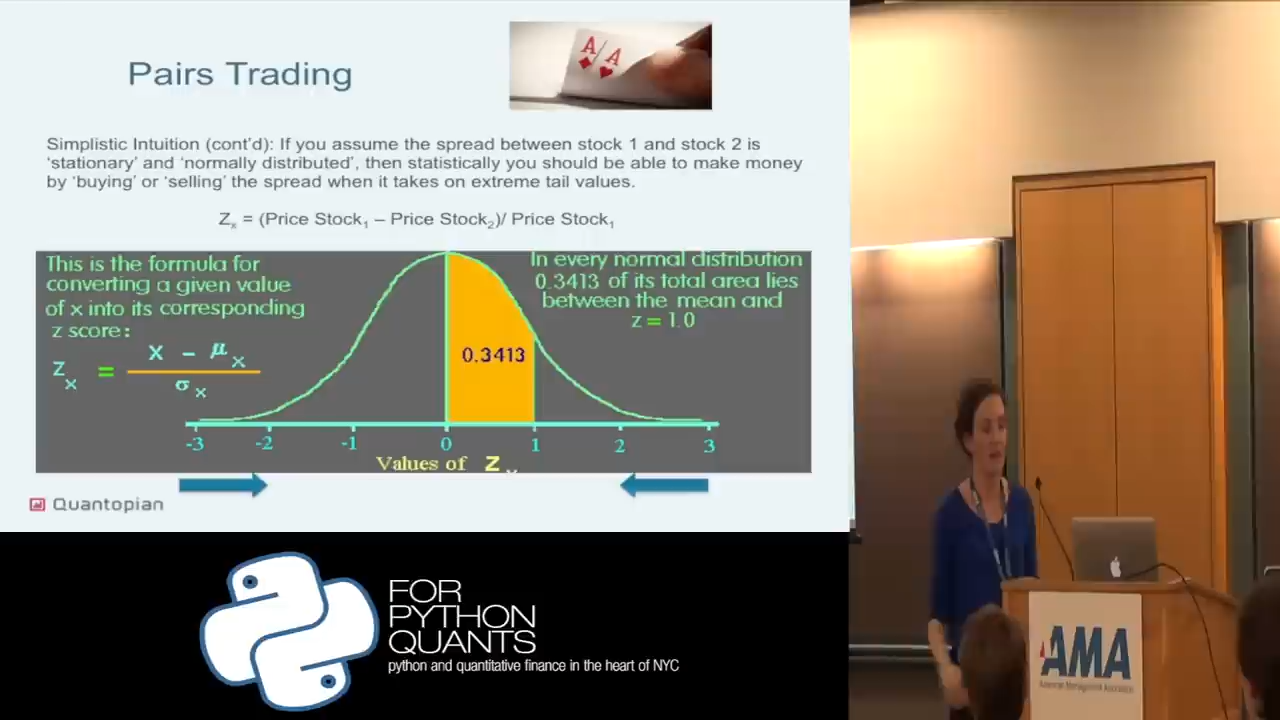 Pairs Trading
A A
Simplistic Intuition (cont'd): If you assume the spread between stock 1 and stock 2 is
'stationary' and 'normally distributed', then statistically you should be able to make money
by 'buying' or 'selling' the spread when it takes on extreme tail values.
Zx = (Price Stock1 – Price Stock2)/ Price Stock1
This is the formula for
converting a given value
of x into its corresponding
z score:
Zx = x - μx
σx
In every normal distribution
0.3413 of its total area lies
between the mean and
z = 1.0
0.3413
-3 -2 -1 0 1 2 3
Values of Zx
Quantopian
FOR
PYTHON
QUANTS
python and quantitative finance in the heart of NYC
AMA
American Management Association